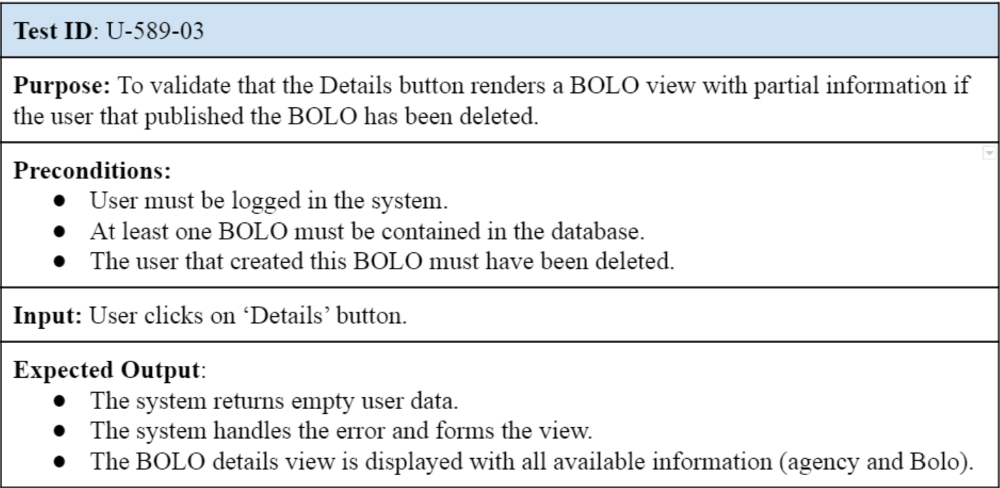 Test ID: U-589-03
Purpose: To validate that the Details button renders a BOLO view with partial information if
the user that published the BOLO has been deleted.
Preconditions:
● User must be logged in the system.
● At least one BOLO must be contained in the database.
● The user that created this BOLO must have been deleted.
Input: User clicks on ‘Details’ button.
Expected Output:
● The system returns empty user data.
● The system handles the error and forms the view.
● The BOLO details view is displayed with all available information (agency and Bolo).